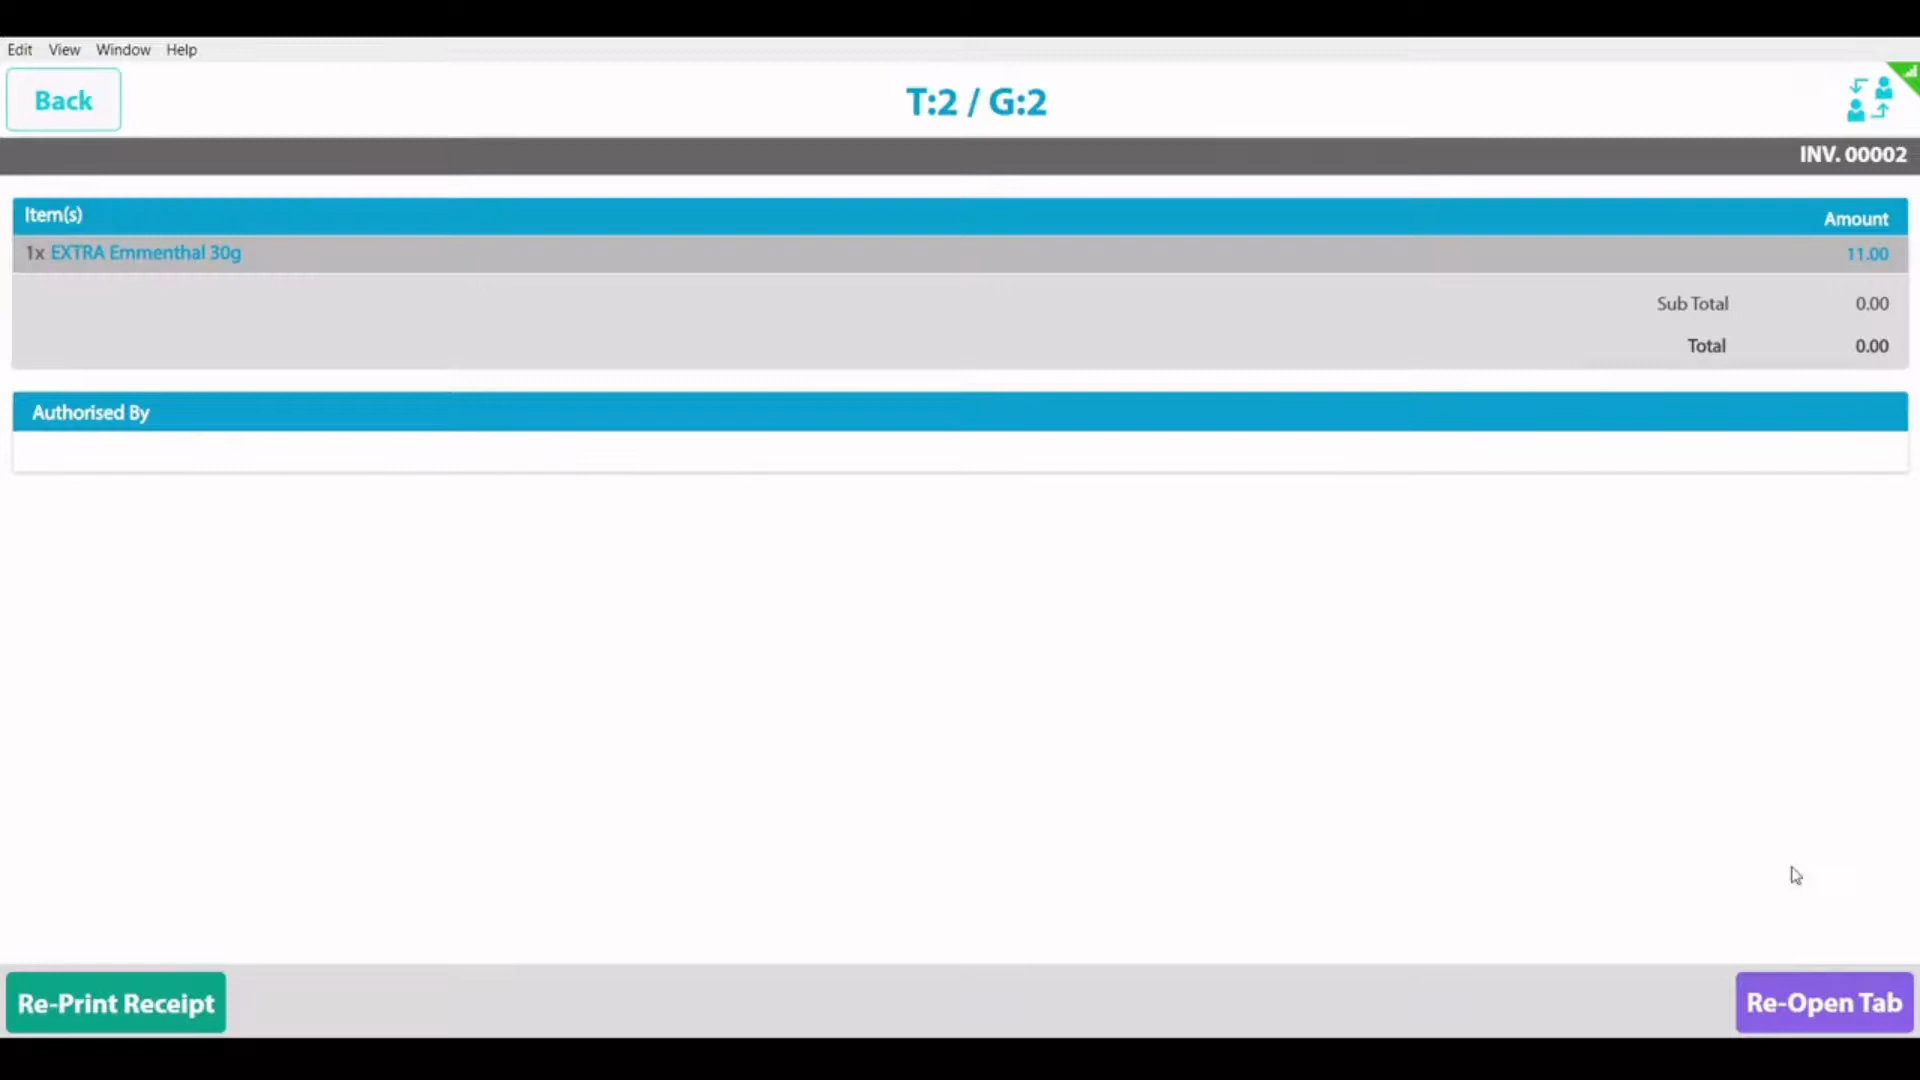 Edit View Window Help
Back
T:2 / G:2
INV. 00002
Item(s) Amount
1x EXTRA Emmenthal 30g 11.00
Sub Total 0.00
Total 0.00
Authorised By
Re-Print Receipt
Re-Open Tab